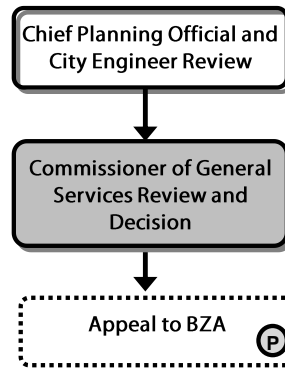 Chief Planning Official and
City Engineer Review
Commissioner of General
Services Review and
Decision
Appeal to BZA
P